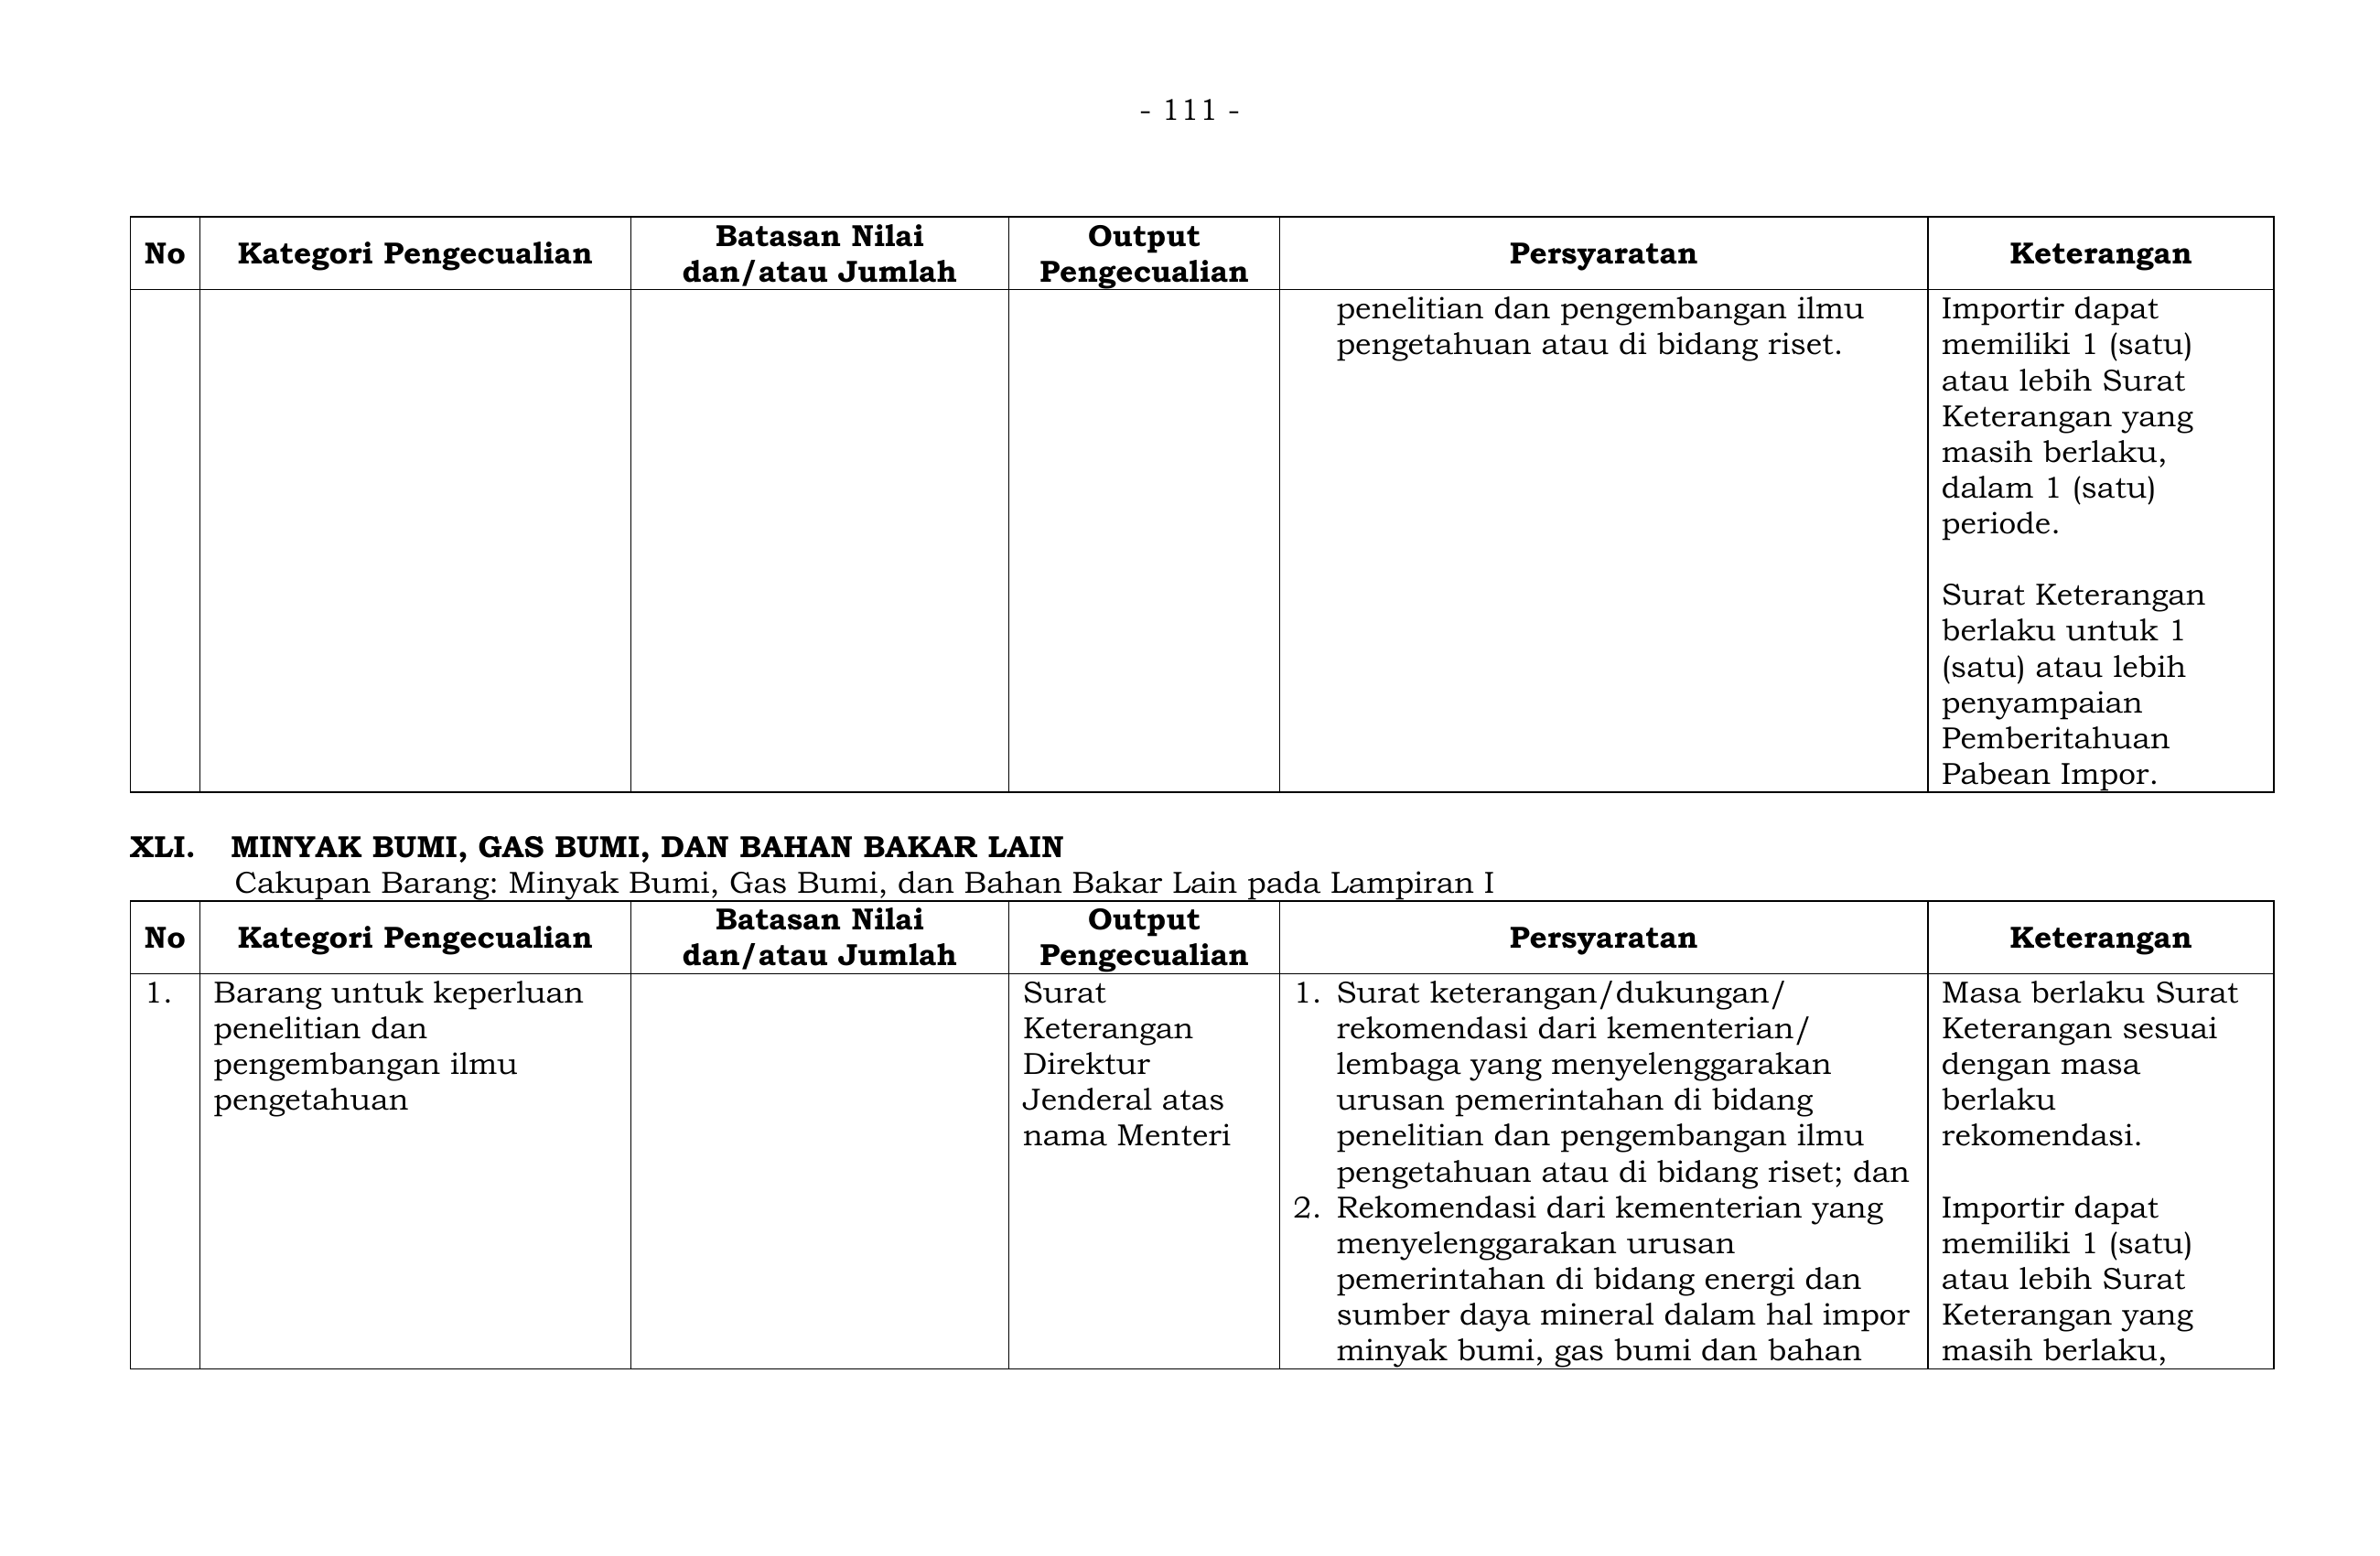 - 111 -
No
Kategori Pengecualian
Batasan Nilai
dan/atau Jumlah
Output
Pengecualian
Persyaratan
Keterangan
penelitian dan pengembangan ilmu
pengetahuan atau di bidang riset.
Importir dapat
memiliki 1 (satu)
atau lebih Surat
Keterangan yang
masih berlaku,
dalam 1 (satu)
periode.
Surat Keterangan
berlaku untuk 1
(satu) atau lebih
penyampaian
Pemberitahuan
Pabean Impor.
XLI. MINYAK BUMI, GAS BUMI, DAN BAHAN BAKAR LAIN
Cakupan Barang: Minyak Bumi, Gas Bumi, dan Bahan Bakar Lain pada Lampiran I
No
Kategori Pengecualian
Batasan Nilai
dan/atau Jumlah
Output
Pengecualian
Persyaratan
Keterangan
1.
Barang untuk keperluan
penelitian dan
pengembangan ilmu
pengetahuan
Surat
Keterangan
Direktur
Jenderal atas
nama Menteri
1. Surat keterangan/dukungan/
rekomendasi dari kementerian/
lembaga yang menyelenggarakan
urusan pemerintahan di bidang
penelitian dan pengembangan ilmu
pengetahuan atau di bidang riset; dan
2. Rekomendasi dari kementerian yang
menyelenggarakan urusan
pemerintahan di bidang energi dan
sumber daya mineral dalam hal impor
minyak bumi, gas bumi dan bahan
Masa berlaku Surat
Keterangan sesuai
dengan masa
berlaku
rekomendasi.
Importir dapat
memiliki 1 (satu)
atau lebih Surat
Keterangan yang
masih berlaku,